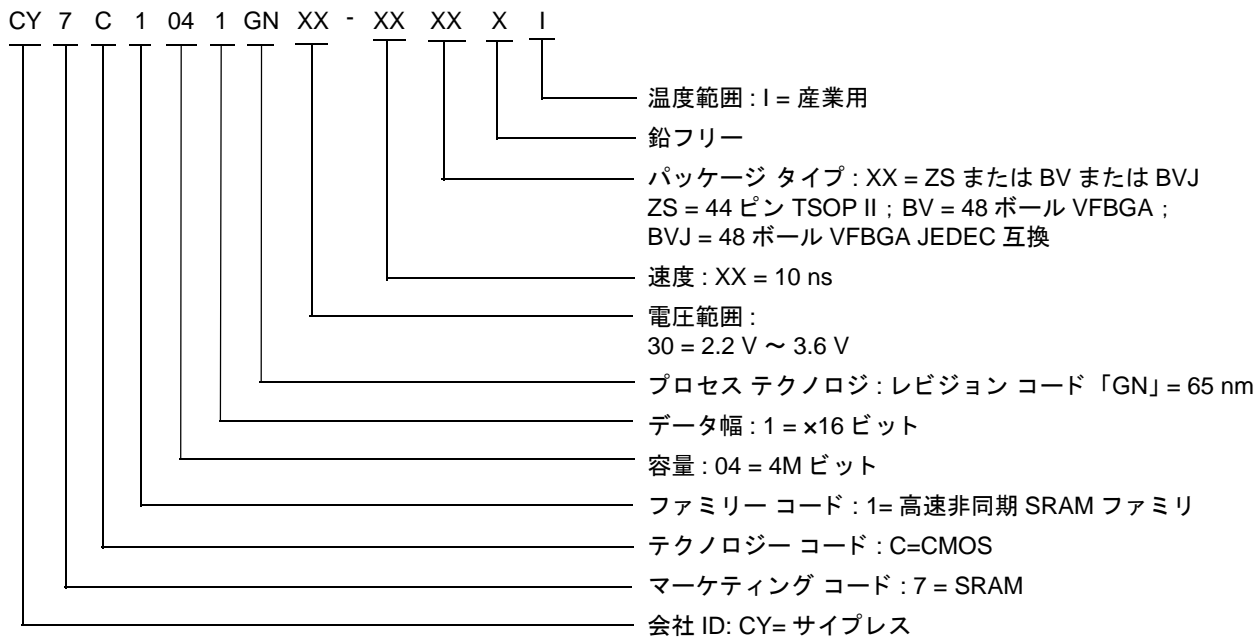 CY 7 C 1 04 1 GN XX - XX XX X I
温度範囲 : I = 産業用
鉛フリー
パッケージ タイプ : XX = ZS または BV または BVJ
ZS = 44 ピン TSOP II ; BV = 48 ボール VFBGA ;
BVJ = 48 ボール VFBGA JEDEC 互換
速度 : XX = 10 ns
電圧範囲 :
30 = 2.2 V ～ 3.6 V
プロセス テクノロジ : レビジョン コード 「GN」 = 65 nm
データ幅 : 1 = ×16 ビット
容量 : 04 = 4M ビット
ファミリー コード : 1= 高速非同期 SRAM ファミリ
テクノロジー コード : C=CMOS
マーケティング コード : 7 = SRAM
会社 ID: CY= サイプレス